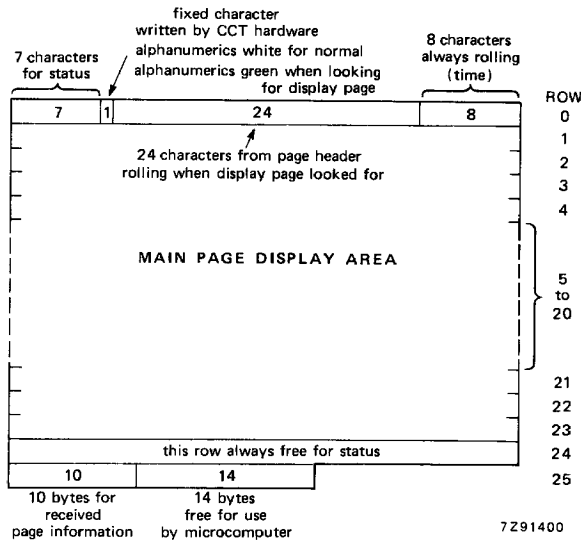 fixed character
written by CCT hardware
alphanumerics white for normal
alphanumerics green when looking
for display page
7 characters
for status
8 characters
always rolling
(time)
ROW
7 1 24 8 0
24 characters from page header
rolling when display page looked for
1
2
3
4
MAIN PAGE DISPLAY AREA
5
to
20
21
22
23
this row always free for status 24
10 14 25
10 bytes for
received
page information
14 bytes
free for use
by microcomputer
7Z91400